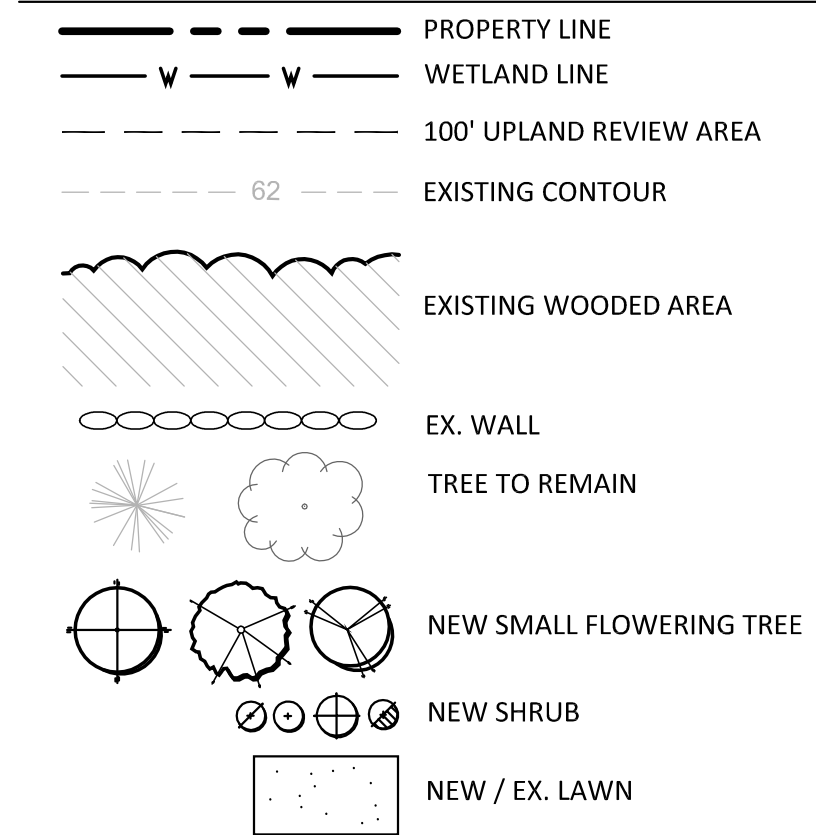 PROPERTY LINE
W W WETLAND LINE
100' UPLAND REVIEW AREA
62 EXISTING CONTOUR
EXISTING WOODED AREA
EX. WALL
TREE TO REMAIN
NEW SMALL FLOWERING TREE
NEW SHRUB
NEW / EX. LAWN